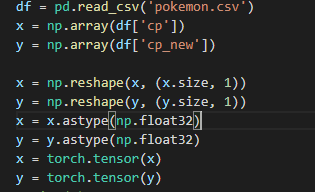 df = pd.read_csv('pokemon.csv')
x = np.array(df['cp'])
y = np.array(df['cp_new'])
x = np.reshape(x, (x.size, 1))
y = np.reshape(y, (y.size, 1))
x = x.astype(np.float32)
y = y.astype(np.float32)
x = torch.tensor(x)
y = torch.tensor(y)